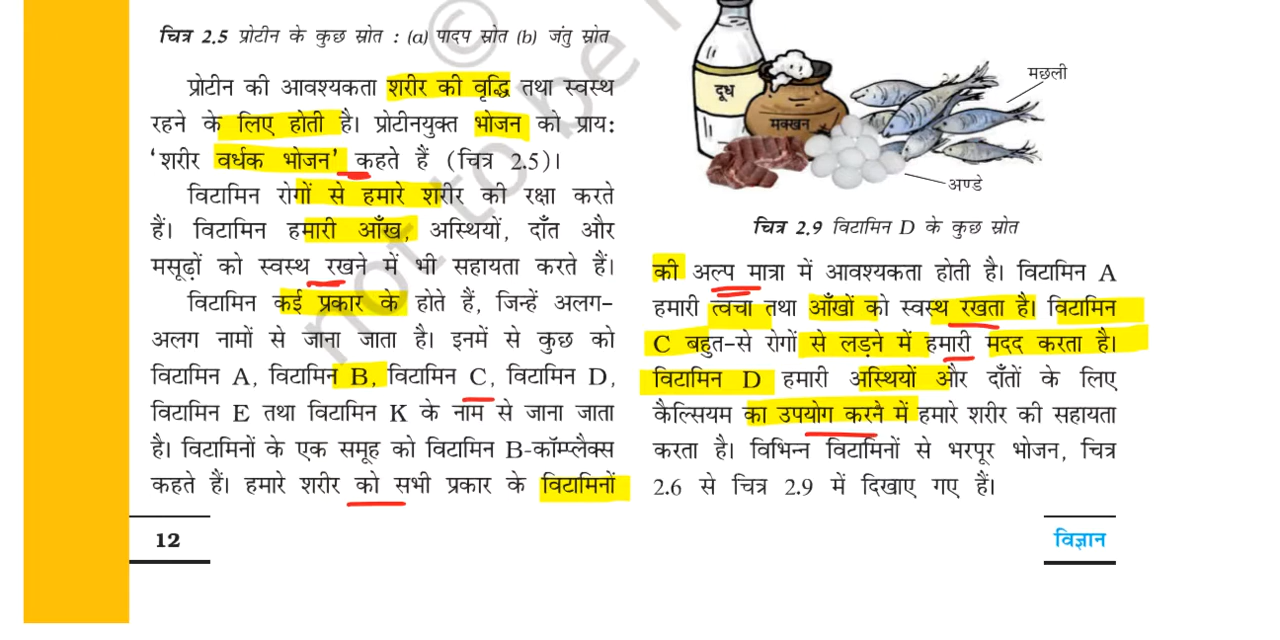 चित्र 2.5 प्रोटीन के कुछ स्रोत : (a) पादप स्रोत (b) जंतु स्रोत
प्रोटीन की आवश्यकता शरीर की वृद्धि तथा स्वस्थ
रहने के लिए होती है। प्रोटीनयुक्त भोजन को प्राय:
‘शरीर वर्धक भोजन’ कहते हैं (चित्र 2.5)।
विटामिन रोगों से हमारे शरीर की रक्षा करते
हैं। विटामिन हमारी आँख, अस्थियों, दाँत और
मसूढ़ों को स्वस्थ रखने में भी सहायता करते हैं।
विटामिन कई प्रकार के होते हैं, जिन्हें अलग–
अलग नामों से जाना जाता है। इनमें से कुछ को
विटामिन A, विटामिन B, विटामिन C, विटामिन D,
विटामिन E तथा विटामिन K के नाम से जाना जाता
है। विटामिनों के एक समूह को विटामिन B-कॉम्प्लैक्स
कहते हैं। हमारे शरीर को सभी प्रकार के विटामिनों
दूध
मक्खन
मछली
अण्डे
चित्र 2.9 विटामिन D के कुछ स्रोत
की अल्प मात्रा में आवश्यकता होती है। विटामिन A
हमारी त्वचा तथा आँखों को स्वस्थ रखता है। विटामिन
C बहुत–से रोगों से लड़ने में हमारी मदद करता है।
विटामिन D हमारी अस्थियों और दाँतों के लिए
कैल्सियम का उपयोग करने में हमारे शरीर की सहायता
करता है। विभिन्न विटामिनों से भरपूर भोजन, चित्र
2.6 से चित्र 2.9 में दिखाए गए हैं।
12
विज्ञान
© not to be